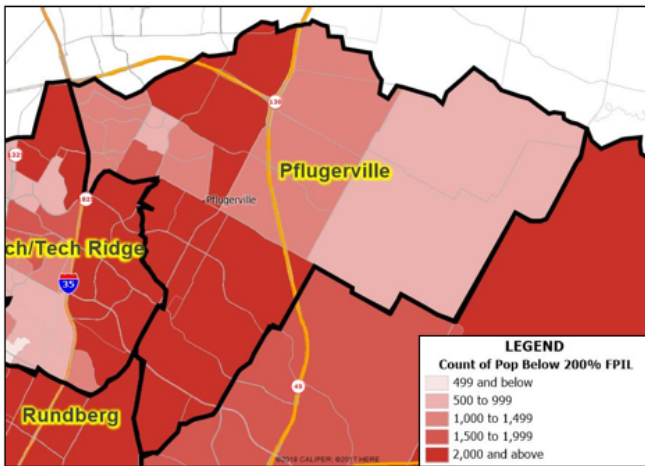 130
Pflugerville
1325
Pflugerville
1825
ch/Tech Ridge
35
45
Rundberg
LEGEND
Count of Pop Below 200% FPIL
499 and below
500 to 999
1,000 to 1,499
1,500 to 1,999
2,000 and above
©2018 CALIPER; ©2017 HERE